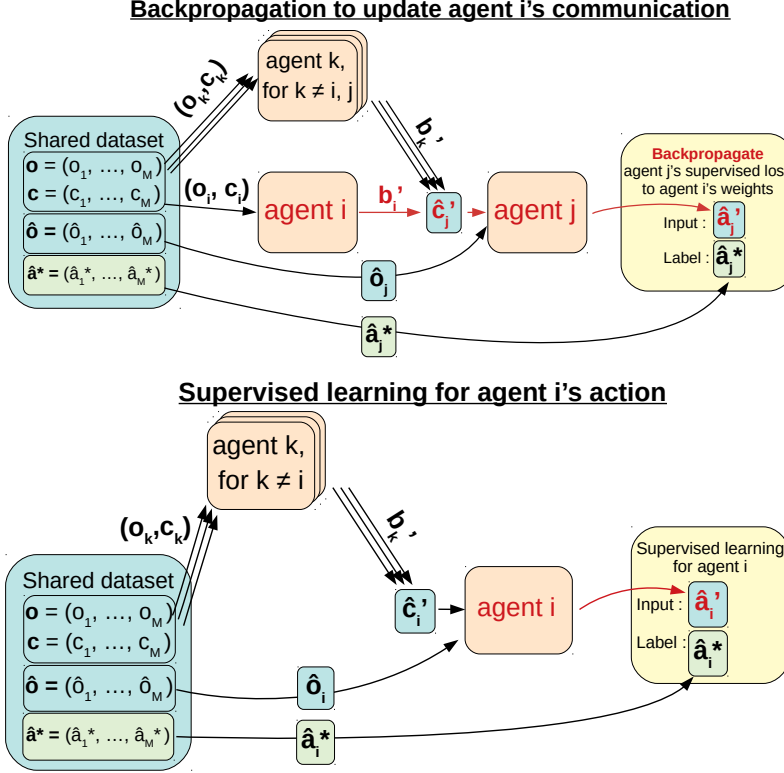 Backpropagation to update agent i's communication
agent k,
for k ≠ i, j
(o_k,c_k)
b_k'
Shared dataset
o = (o_1, …, o_M)
c = (c_1, …, c_M)
ô = (ô_1, …, ô_M)
â* = (â_1*, …, â_M*)
(o_i, c_i)
agent i
b_i'
ĉ_j'
agent j
Backpropagate
agent j's supervised los
to agent i's weights
Input : â_j'
Label : â_j*
ô_j
â_j*
Supervised learning for agent i's action
agent k,
for k ≠ i
(o_k,c_k)
b_k'
Shared dataset
o = (o_1, …, o_M)
c = (c_1, …, c_M)
ô = (ô_1, …, ô_M)
â* = (â_1*, …, â_M*)
ĉ_i'
agent i
Supervised learning
for agent i
Input : â_i'
Label : â_i*
ô_i
â_i*